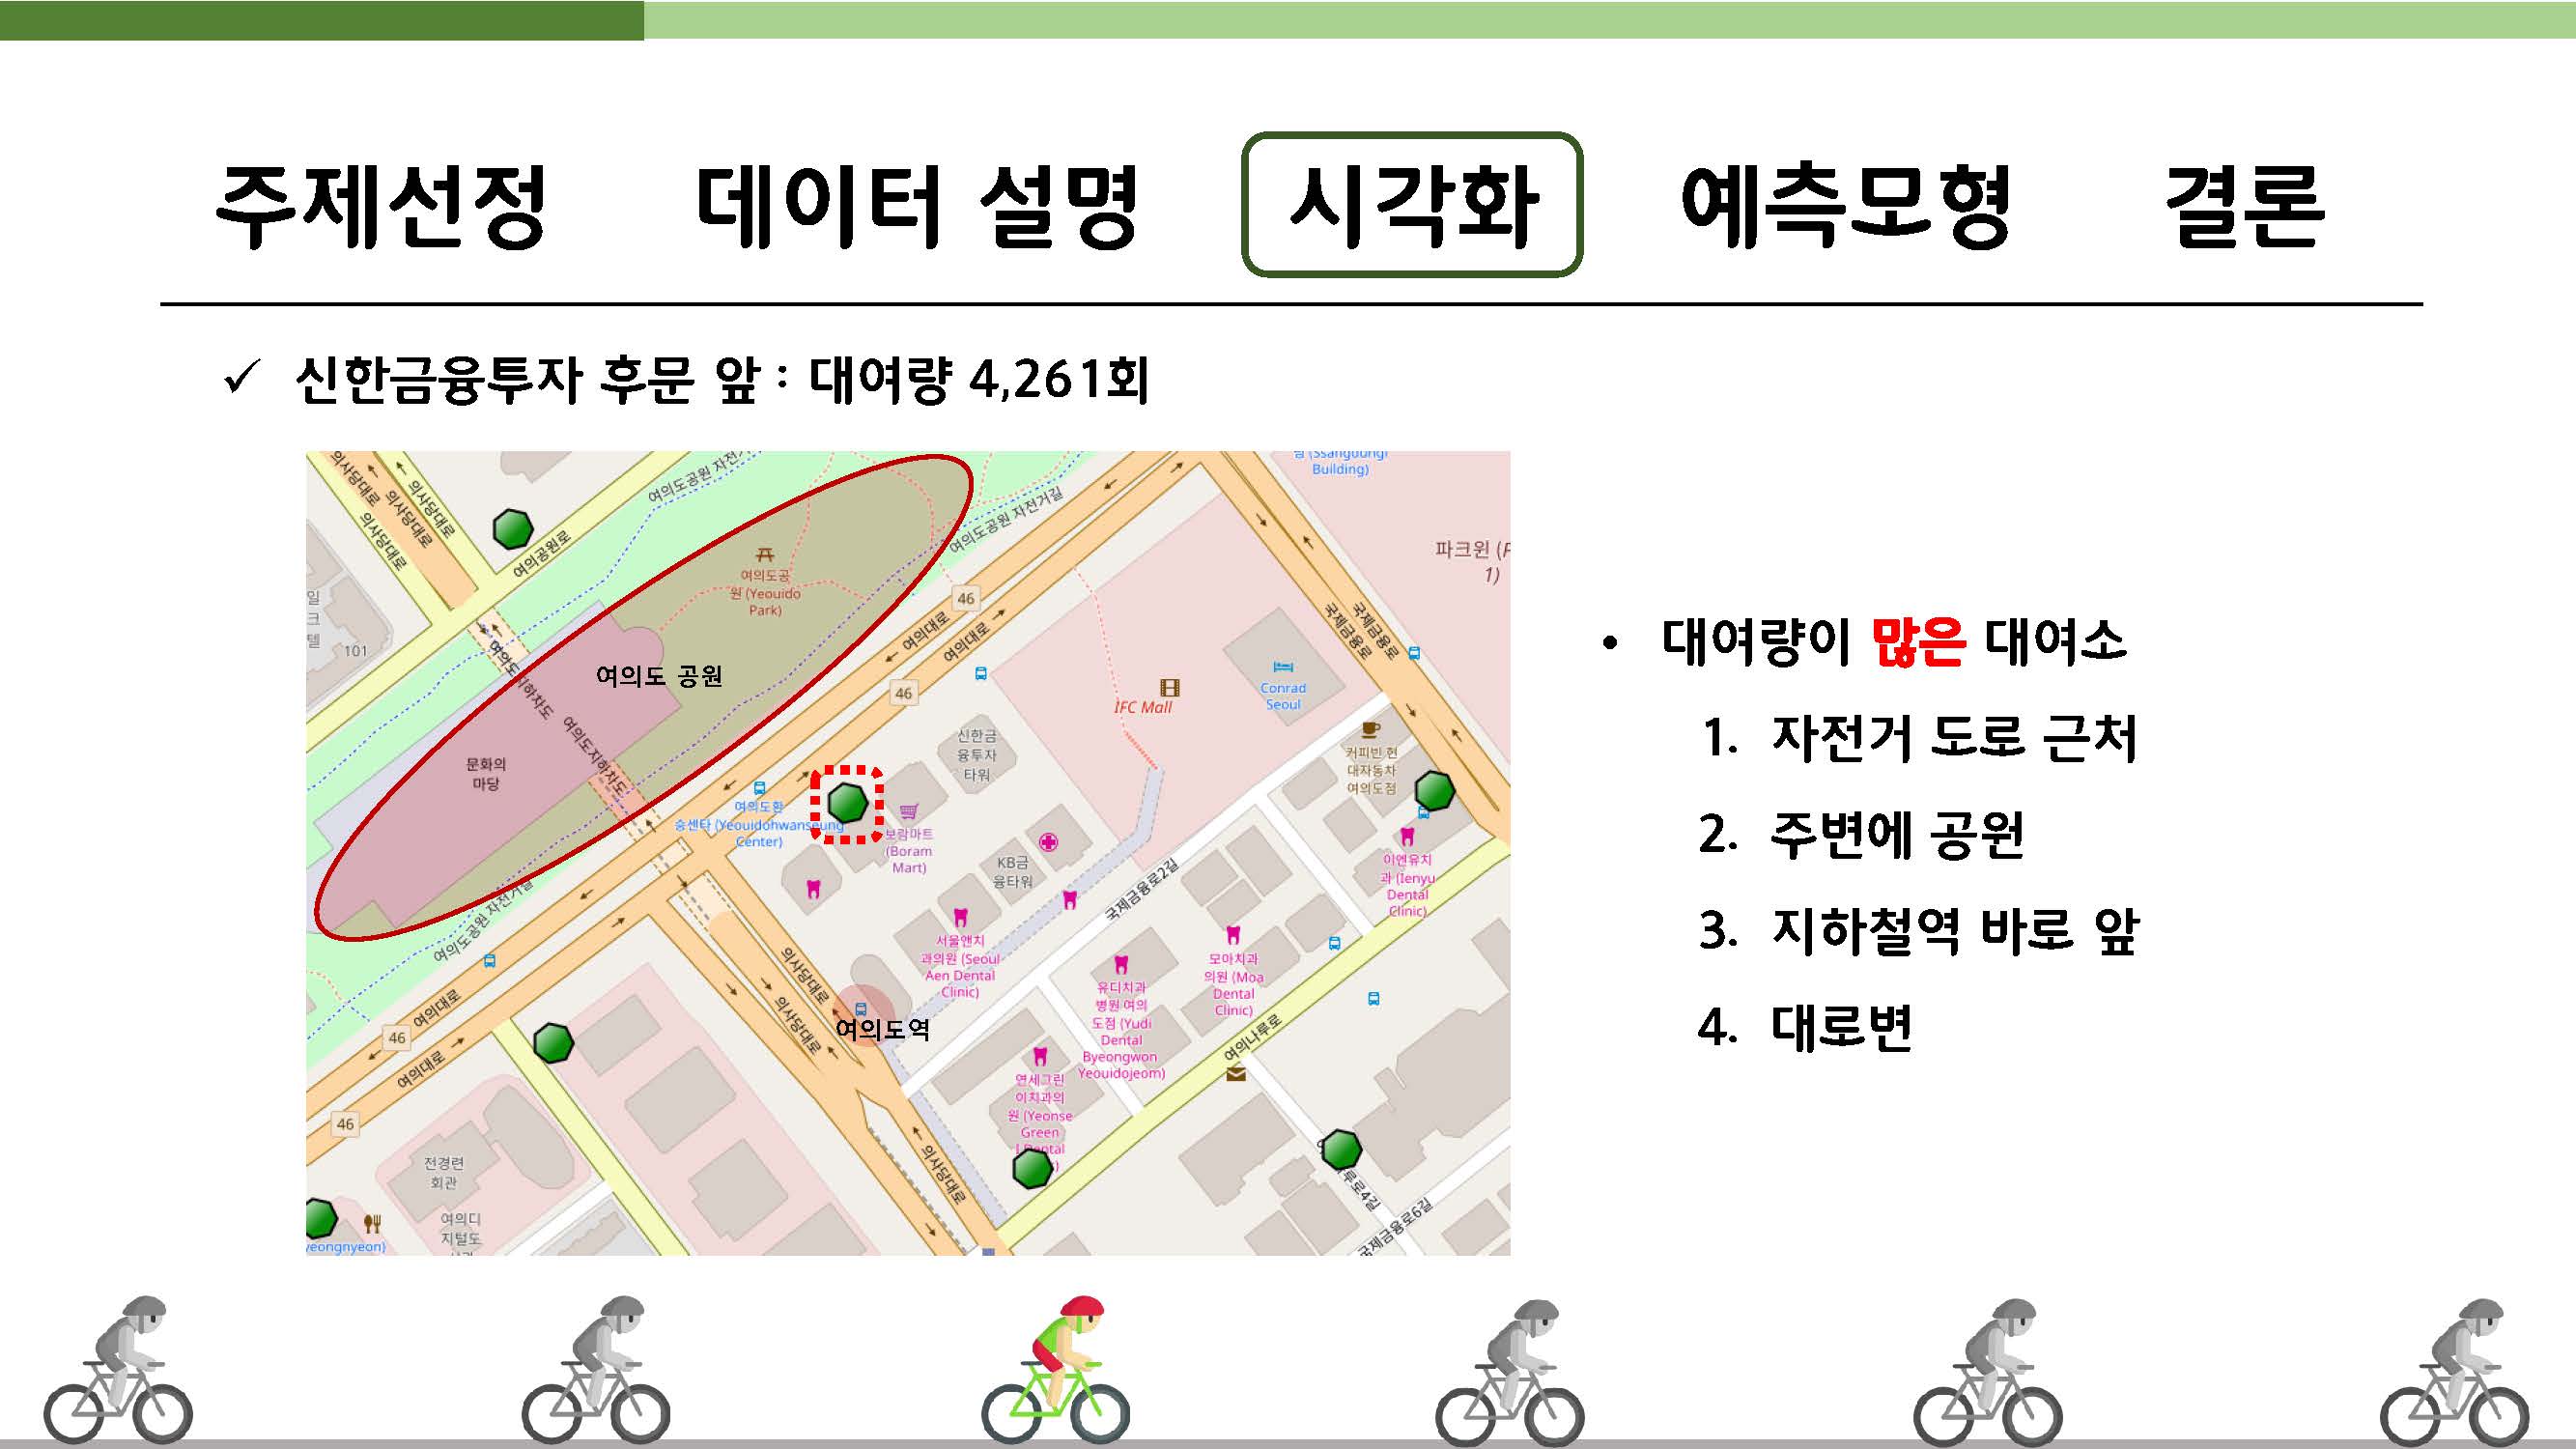 주제선정 데이터 설명 시각화 예측모형 결론
✓ 신한금융투자 후문 앞 : 대여량 4,261회
의사당대로
의사당대로
의사당대로
의사당대로
여의공원로
여의도공원
여의도공원 자전거길
(Ssangyoungi
Building)
파크원
1)
여의도공
원 (Yeouido
Park)
46
여의대로
여의대로
국제금융로
국제금융로
101
여의도지하차도
여의도지하차도
여의도 공원
46
IFC Mall
Conrad
Seoul
문화의
마당
신한금
융투자
타워
커피빈 현
대자동차
여의도점
여의도환
승센타 (Yeouidohwanseung
Center)
보람마트
(Boram
Mart)
KB금
융타워
이엔유치
과 (Ienyu
Dental
Clinic)
국제금융로2길
여의도공원 자전거길
서울앤치
과의원 (Seoul
Aen Dental
Clinic)
모아치과
의원 (Moa
Dental
Clinic)
유디치과
병원 여의
도점 (Yudi
Dental
Byeongwon
Yeouidojeom)
의사당대로
의사당대로
여의도역
여의대로
46
여의대로
여의나루로
연세그린
이치과의
원 (Yeonse
Green
46
전경련
회관
의사당대로
루로4길
국제금융로6길
여의디
지털도
yeongnyeon)
• 대여량이 많은 대여소
1. 자전거 도로 근처
2. 주변에 공원
3. 지하철역 바로 앞
4. 대로변